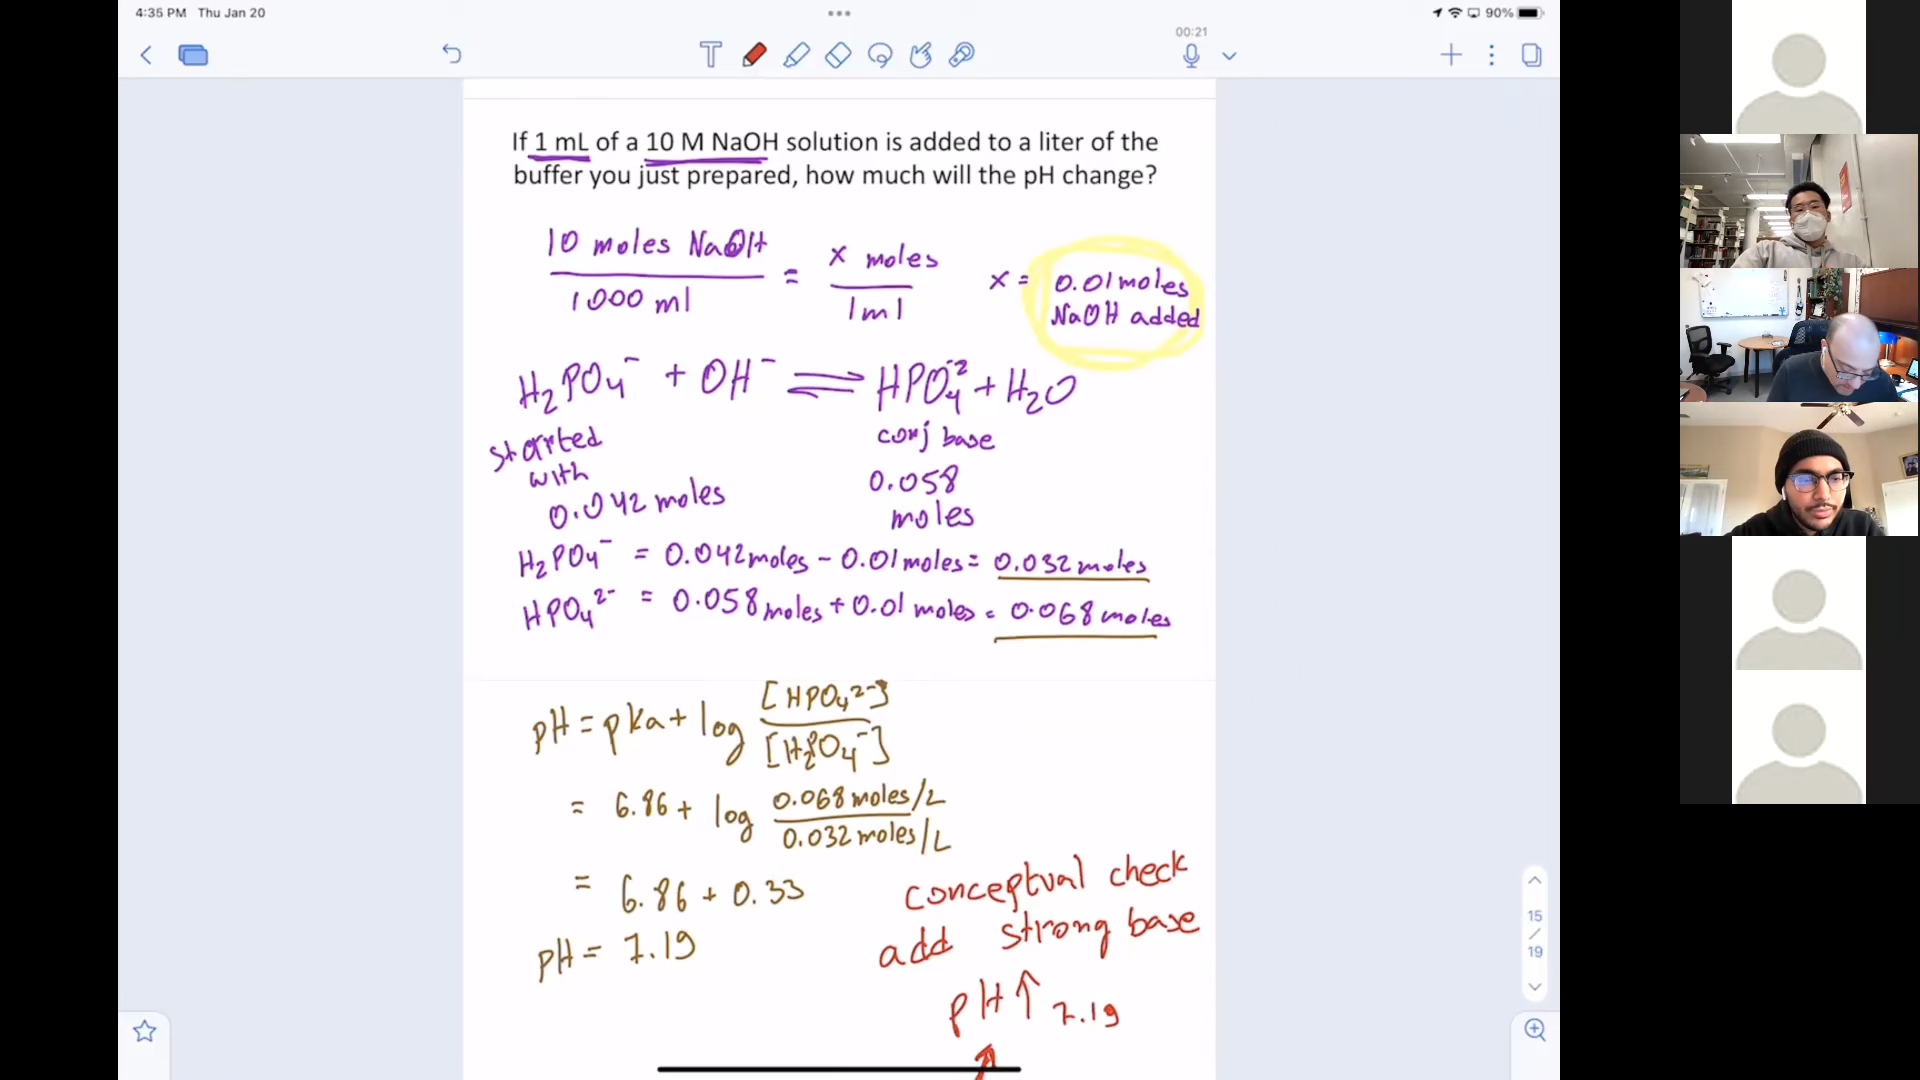 4:35 PM Thu Jan 20
90%
00:21
If 1 mL of a 10 M NaOH solution is added to a liter of the
buffer you just prepared, how much will the pH change?
10 moles NaOH / 1000 ml = x moles / 1ml x = 0.01 moles
NaOH added
H₂PO₄⁻ + OH⁻ ⇌ HPO₄⁻² + H₂O
started
with
0.042 moles
conj base
0.058
moles
H₂PO₄⁻ = 0.042 moles - 0.01 moles = 0.032 moles
HPO₄²⁻ = 0.058 moles + 0.01 moles = 0.068 moles
pH = pka + log [HPO₄²⁻] / [H₂PO₄⁻]
= 6.86 + log 0.068 moles/L / 0.032 moles/L
= 6.86 + 0.33
pH = 7.19
conceptual check
add strong base
pH ↑ 7.19
15
/
19